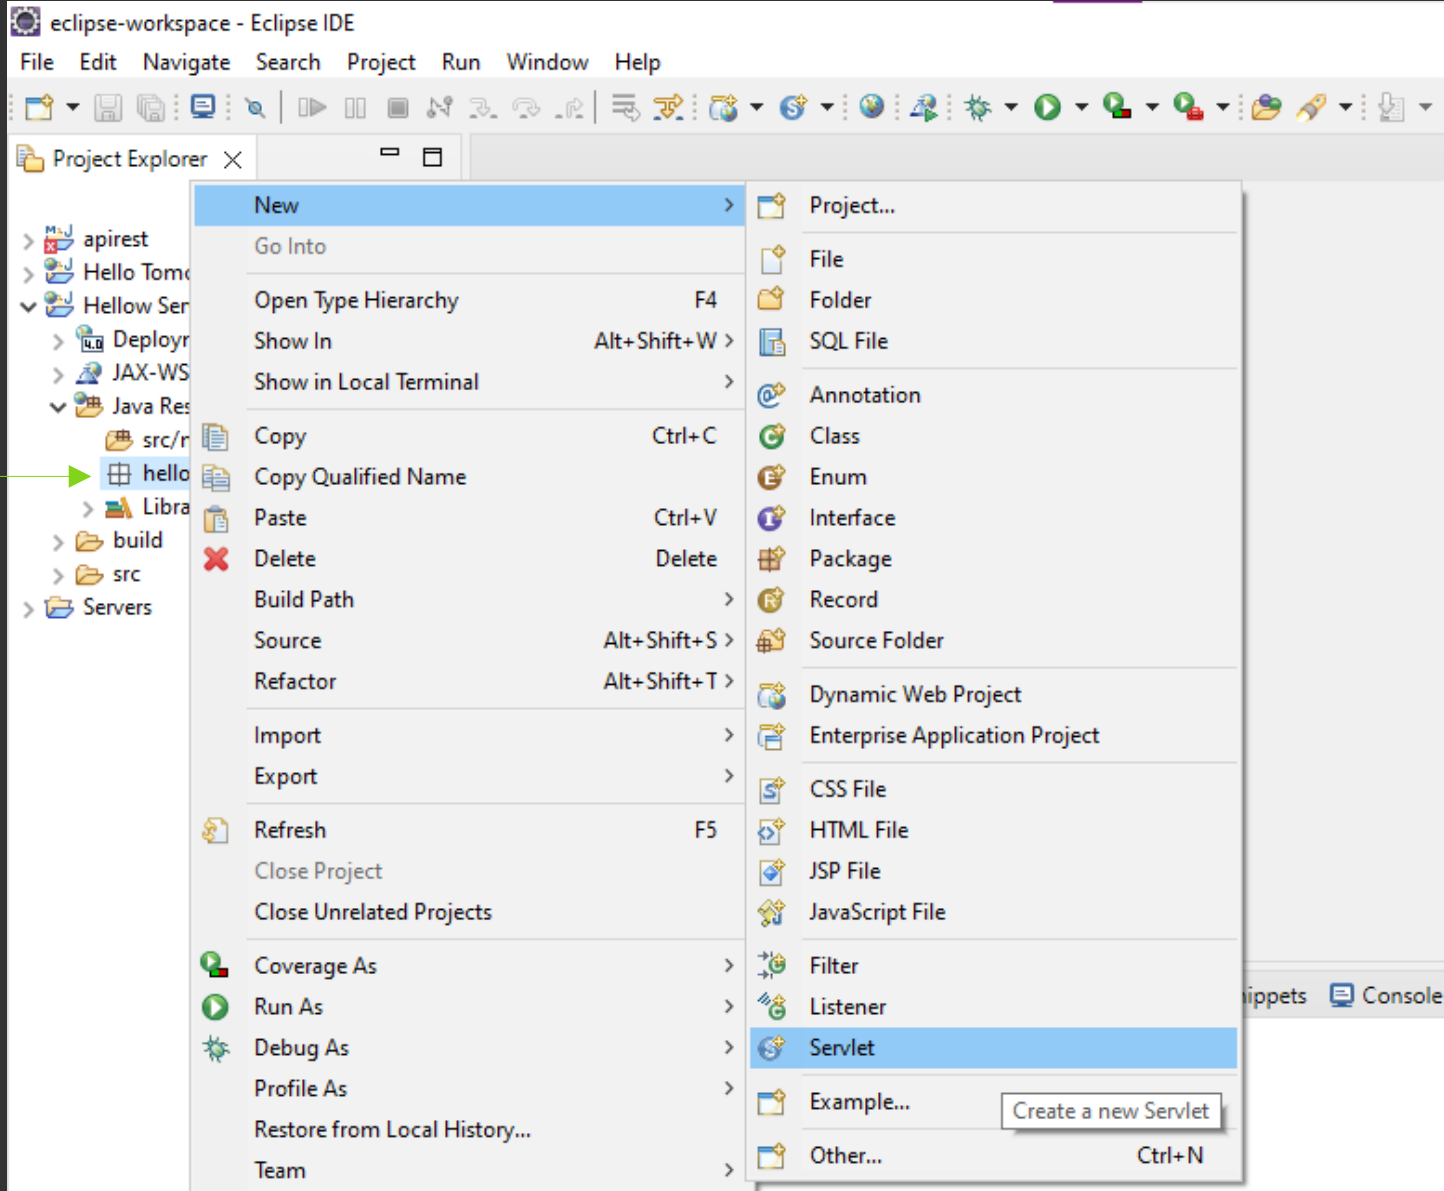 eclipse-workspace - Eclipse IDE
File Edit Navigate Search Project Run Window Help
Project Explorer
apirest
Hello Tomc
Hellow Ser
Deployr
JAX-WS
Java Res
src/r
hello
Libra
build
src
Servers
New
Go Into
Open Type Hierarchy F4
Show In Alt+Shift+W
Show in Local Terminal
Copy Ctrl+C
Copy Qualified Name
Paste Ctrl+V
Delete Delete
Build Path
Source Alt+Shift+S
Refactor Alt+Shift+T
Import
Export
Refresh F5
Close Project
Close Unrelated Projects
Coverage As
Run As
Debug As
Profile As
Restore from Local History...
Team
Project...
File
Folder
SQL File
Annotation
Class
Enum
Interface
Package
Record
Source Folder
Dynamic Web Project
Enterprise Application Project
CSS File
HTML File
JSP File
JavaScript File
Filter
Listener
Servlet
Example...
Create a new Servlet
Other... Ctrl+N
ippets Console